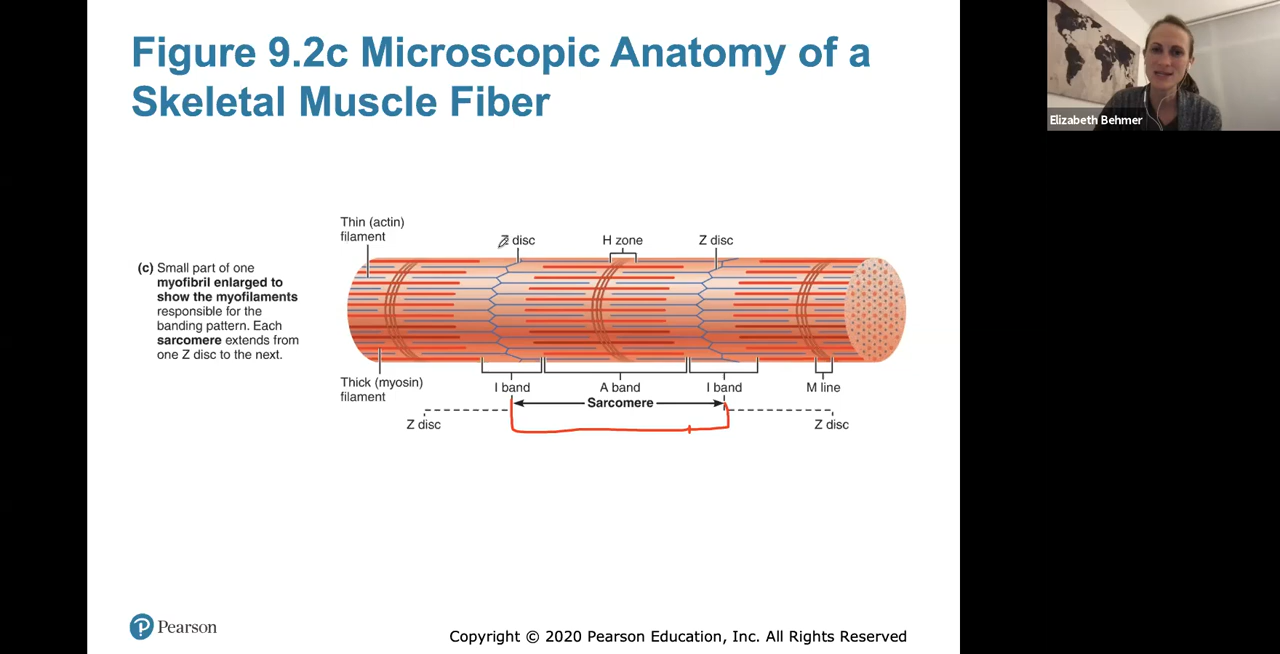 Figure 9.2c Microscopic Anatomy of a
Skeletal Muscle Fiber
Elizabeth Behmer
Thin (actin)
filament
Z disc
H zone
Z disc
(c) Small part of one
myofibril enlarged to
show the myofilaments
responsible for the
banding pattern. Each
sarcomere extends from
one Z disc to the next.
Thick (myosin)
filament
I band
A band
I band
M line
Sarcomere
Z disc
Z disc
Pearson
Copyright © 2020 Pearson Education, Inc. All Rights Reserved